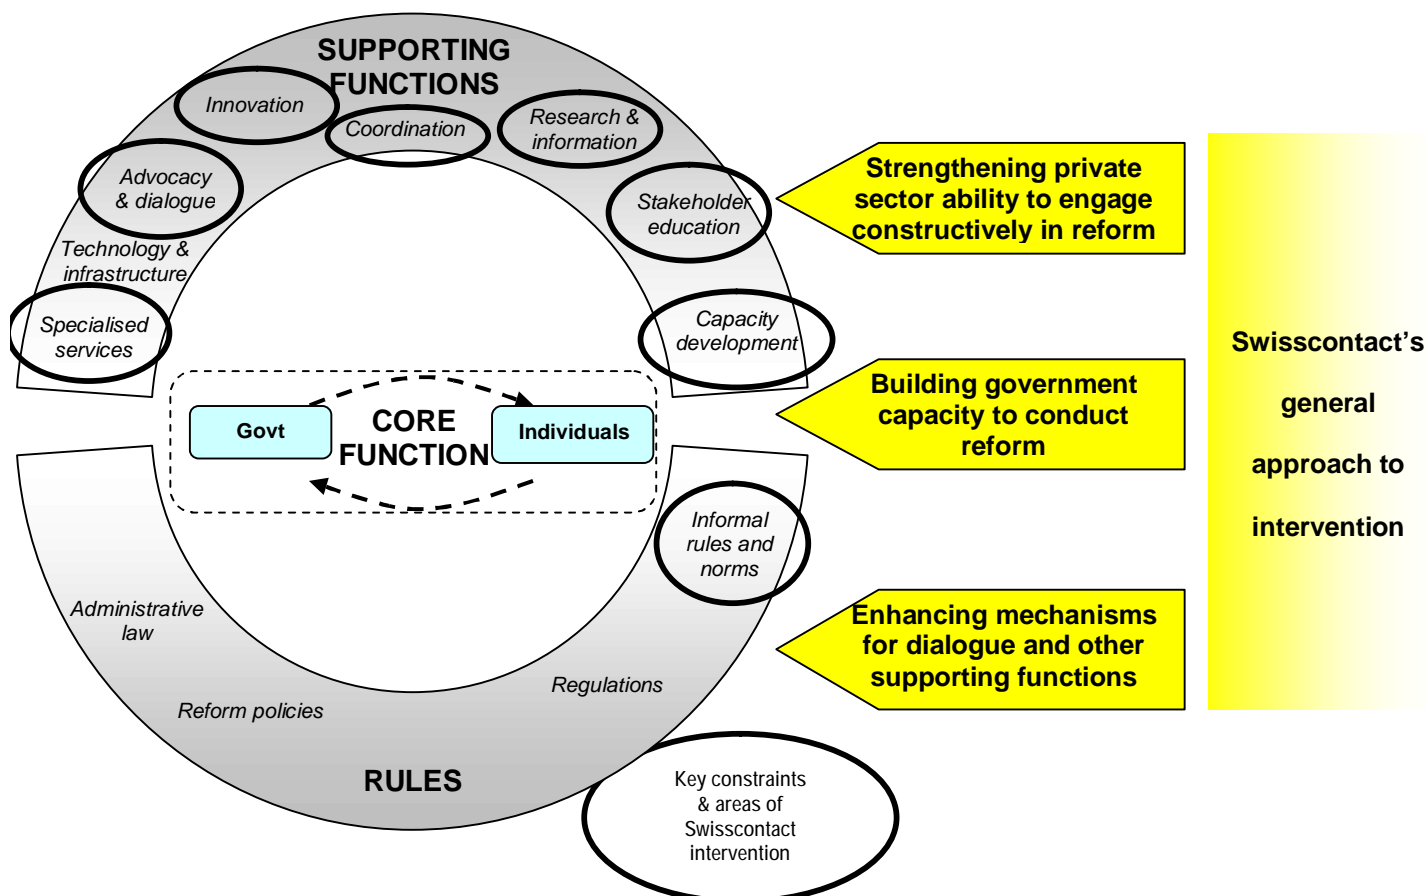 SUPPORTING
FUNCTIONS
Innovation
Coordination
Research &
information
Advocacy
& dialogue
Stakeholder
education
Technology &
infrastructure
Specialised
services
Capacity
development
Govt
CORE
FUNCTION
Individuals
Informal
rules and
norms
Administrative
law
Regulations
Reform policies
RULES
Key constraints
& areas of
Swisscontact
intervention
Strengthening private
sector ability to engage
constructively in reform
Building government
capacity to conduct
reform
Enhancing mechanisms
for dialogue and other
supporting functions
Swisscontact’s
general
approach to
intervention